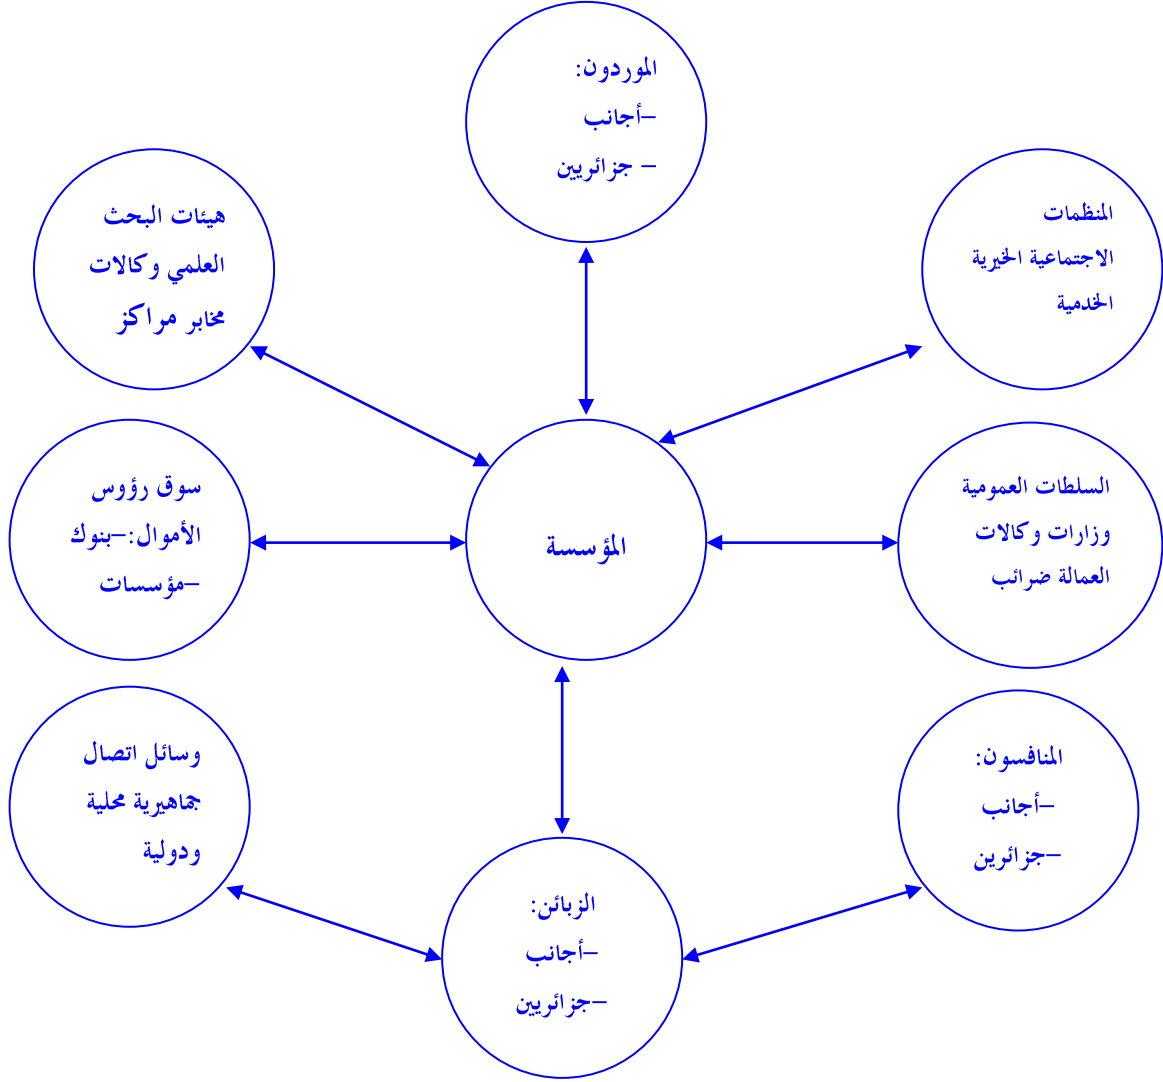 الموردون:
-أجانب
- جزائريين
المنظمات
الاجتماعية الخيرية
الخدمية
هيئات البحث
العلمي وكالات
مخابر مراكز
السلطات العمومية
وزارات وكالات
العمالة ضرائب
المؤسسة
سوق رؤوس
الأموال:-بنوك
-مؤسسات
المنافسون:
-أجانب
-جزائرين
وسائل اتصال
جماهيرية محلية
ودولية
الزبائن:
-أجانب
-جزائريين